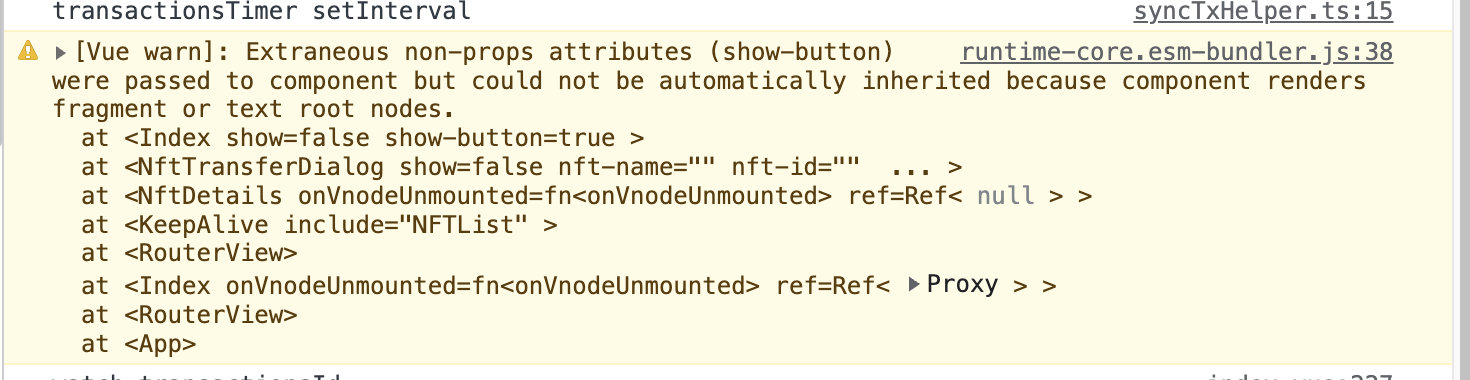 transactionsTimer setInterval syncTxHelper.ts:15
[Vue warn]: Extraneous non-props attributes (show-button) runtime-core.esm-bundler.js:38
were passed to component but could not be automatically inherited because component renders
fragment or text root nodes.
at <Index show=false show-button=true >
at <NftTransferDialog show=false nft-name="" nft-id="" ... >
at <NftDetails onVnodeUnmounted=fn<onVnodeUnmounted> ref=Ref< null > >
at <KeepAlive include="NFTList" >
at <RouterView>
at <Index onVnodeUnmounted=fn<onVnodeUnmounted> ref=Ref< Proxy > >
at <RouterView>
at <App>